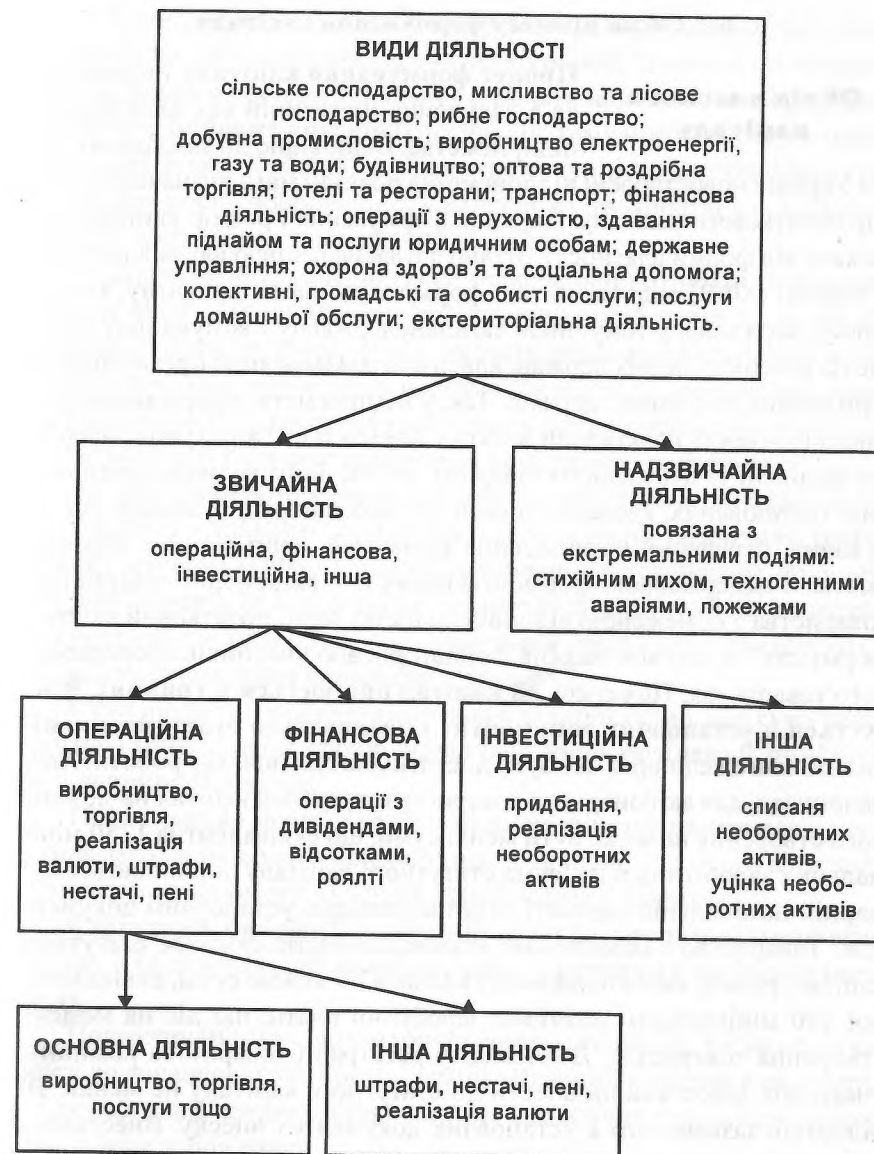 ВИДИ ДІЯЛЬНОСТІ
сільське господарство, мисливство та лісове
господарство; рибне господарство;
добувна промисловість; виробництво електроенергії,
газу та води; будівництво; оптова та роздрібна
торгівля; готелі та ресторани; транспорт; фінансова
діяльність; операції з нерухомістю, здавання
піднайом та послуги юридичним особам; державне
управління; охорона здоров'я та соціальна допомога;
колективні, громадські та особисті послуги; послуги
домашньої обслуги; екстериторіальна діяльність.
ЗВИЧАЙНА
ДІЯЛЬНІСТЬ
операційна, фінансова,
інвестиційна, інша
НАДЗВИЧАЙНА
ДІЯЛЬНІСТЬ
повязана з
екстремальними подіями:
стихійним лихом, техногенними
аваріями, пожежами
ОПЕРАЦІЙНА
ДІЯЛЬНІСТЬ
виробництво,
торгівля,
реалізація
валюти, штрафи,
нестачі, пені
ФІНАНСОВА
ДІЯЛЬНІСТЬ
операції з
дивідендами,
відсотками,
роялті
ІНВЕСТИЦІЙНА
ДІЯЛЬНІСТЬ
придбання,
реалізація
необоротних
активів
ІНША
ДІЯЛЬНІСТЬ
списання
необоротних
активів,
уцінка необо-
ротних активів
ОСНОВНА ДІЯЛЬНІСТЬ
виробництво, торгівля,
послуги тощо
ІНША ДІЯЛЬНІСТЬ
штрафи, нестачі, пені,
реалізація валюти